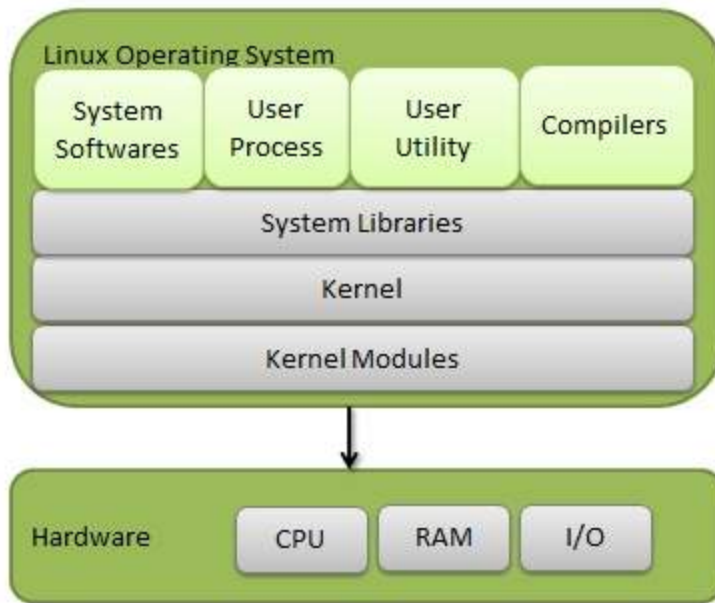 Linux Operating System
System
Softwares
User
Process
User
Utility
Compilers
System Libraries
Kernel
Kernel Modules
Hardware
CPU
RAM
I/O